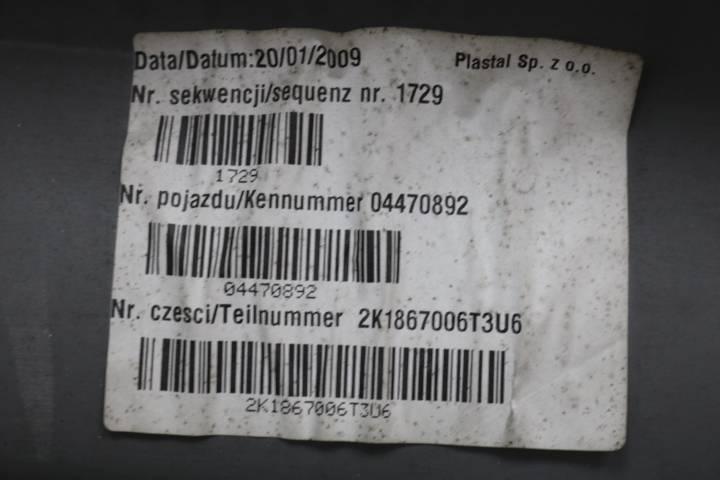 Data/Datum:20/01/2009 Plastal Sp. z o.o.
Nr. sekwencji/sequenz nr. 1729
1729
Nr. pojazdu/Kennummer 04470892
04470892
Nr. czesci/Teilnummer 2K1867006T3U6
2K1867006T3U6